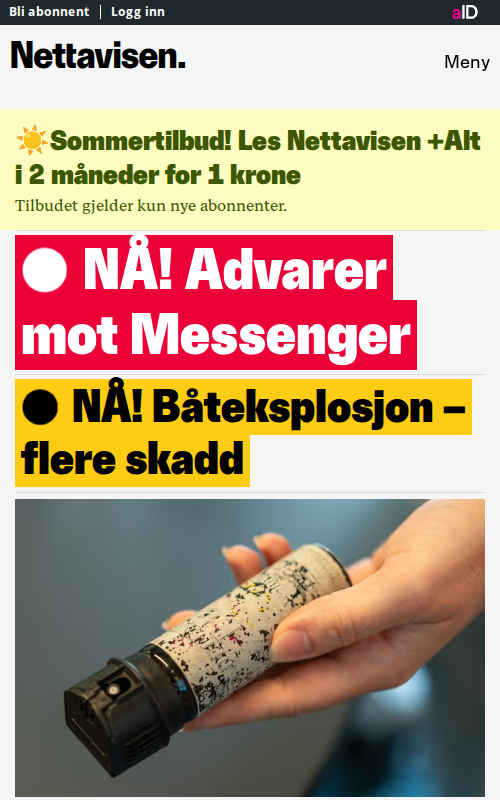 Bli abonnent | Logg inn
aID
Nettavisen.
Meny
☀️Sommertilbud! Les Nettavisen +Alt
i 2 måneder for 1 krone
Tilbudet gjelder kun nye abonnenter.
NÅ! Advarer
mot Messenger
NÅ! Båteksplosjon –
flere skadd